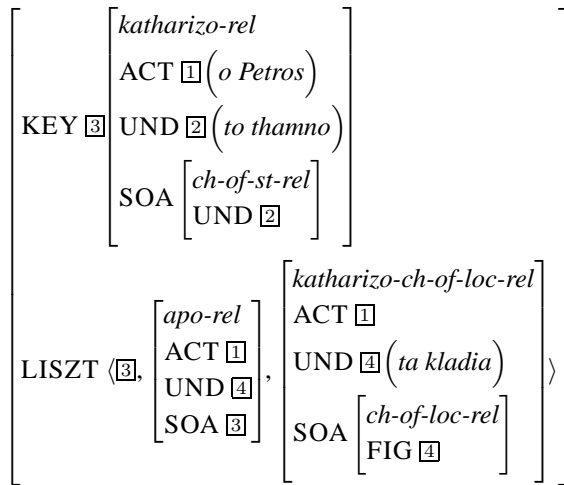 katharizo-rel
ACT 1 (o Petros)
KEY 3 UND 2 (to thamno)
SOA [ch-of-st-rel
UND 2]
katharizo-ch-of-loc-rel
apo-rel ACT 1
ACT 1
LISZT ⟨3, UND 4 , UND 4 (ta kladia) ⟩
SOA 3
SOA [ch-of-loc-rel
FIG 4]